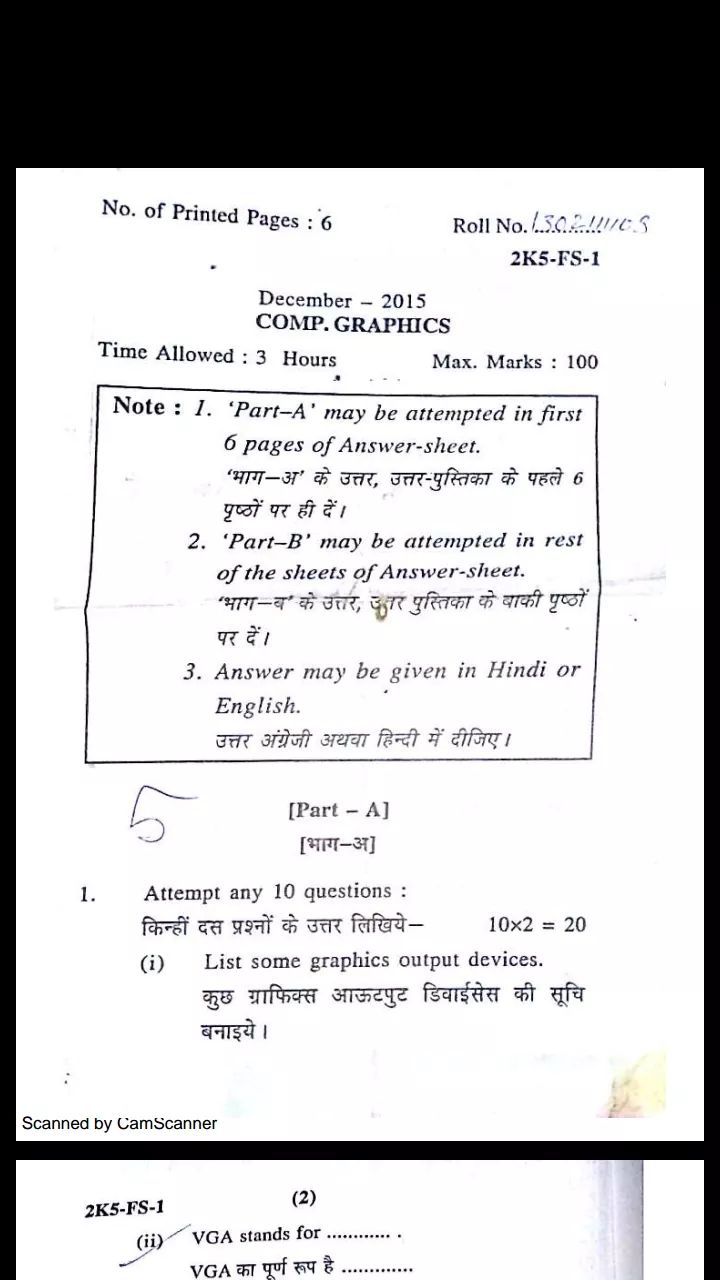 No. of Printed Pages : 6
Roll No.
2K5-FS-1
December – 2015
COMP. GRAPHICS
Time Allowed : 3 Hours Max. Marks : 100
Note : 1. ‘Part–A’ may be attempted in first
6 pages of Answer-sheet.
‘भाग–अ’ के उत्तर, उत्तर-पुस्तिका के पहले 6
पृष्ठों पर ही दें।
2. ‘Part–B’ may be attempted in rest
of the sheets of Answer-sheet.
‘भाग–ब’ के उत्तर, उत्तर पुस्तिका के बाकी पृष्ठों
पर दें।
3. Answer may be given in Hindi or
English.
उत्तर अंग्रेजी अथवा हिन्दी में दीजिए।
5
[Part – A]
[भाग–अ]
1. Attempt any 10 questions :
किन्हीं दस प्रश्नों के उत्तर लिखिये– 10×2 = 20
(i) List some graphics output devices.
कुछ ग्राफिक्स आऊटपुट डिवाईसेस की सूचि
बनाइये।
Scanned by CamScanner
2K5-FS-1 (2)
(ii) VGA stands for ............ .
VGA का पूर्ण रूप है .............